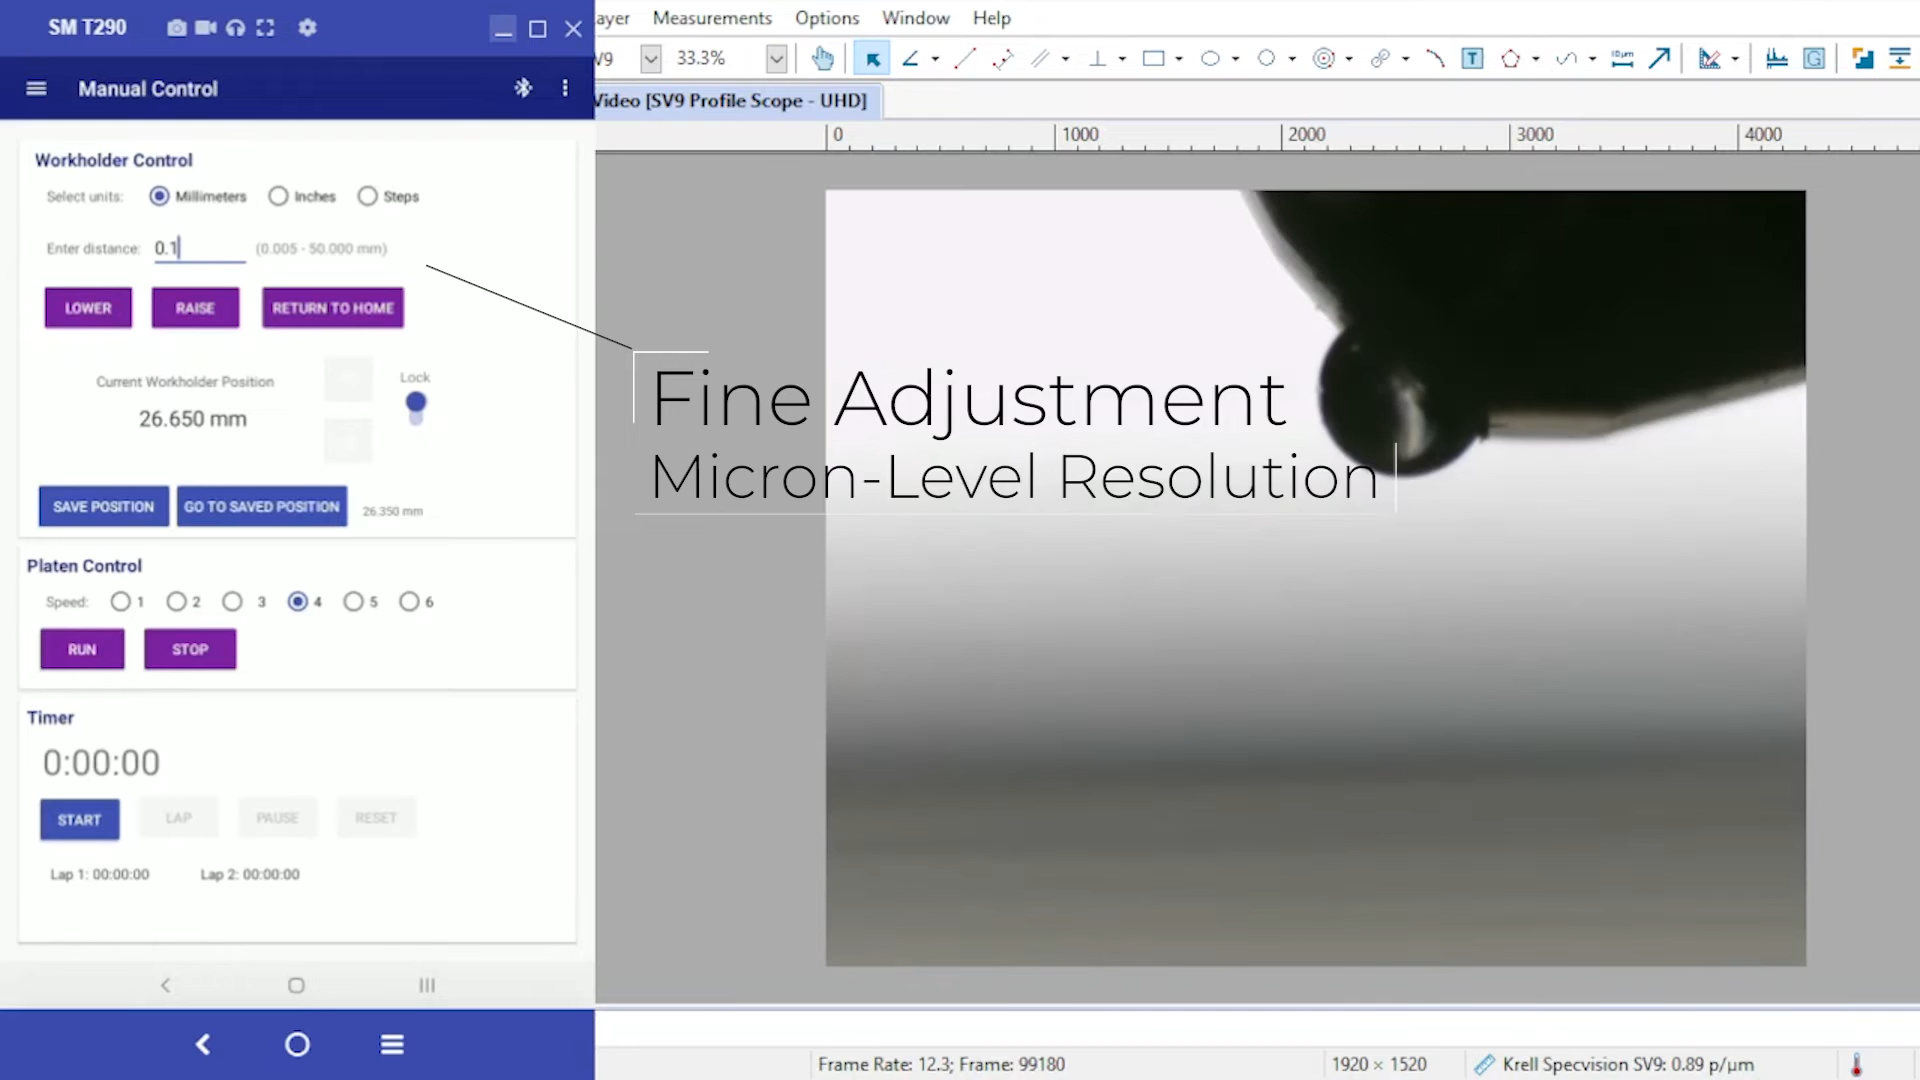 SM T290
Manual Control
Workholder Control
Select units: Millimeters Inches Steps
Enter distance: 0.1 (0.005 - 50.000 mm)
LOWER RAISE RETURN TO HOME
Current Workholder Position
Lock
26.650 mm
SAVE POSITION GO TO SAVED POSITION 26.350 mm
Platen Control
Speed: 1 2 3 4 5 6
RUN STOP
Timer
0:00:00
START LAP PAUSE RESET
Lap 1: 00:00:00 Lap 2: 00:00:00
ayer Measurements Options Window Help
V9 33.3% T 10µm G
Video [SV9 Profile Scope - UHD]
0 1000 2000 3000 4000
Fine Adjustment
Micron-Level Resolution
Frame Rate: 12.3; Frame: 99180 1920 × 1520 Krell Specvision SV9: 0.89 p/µm